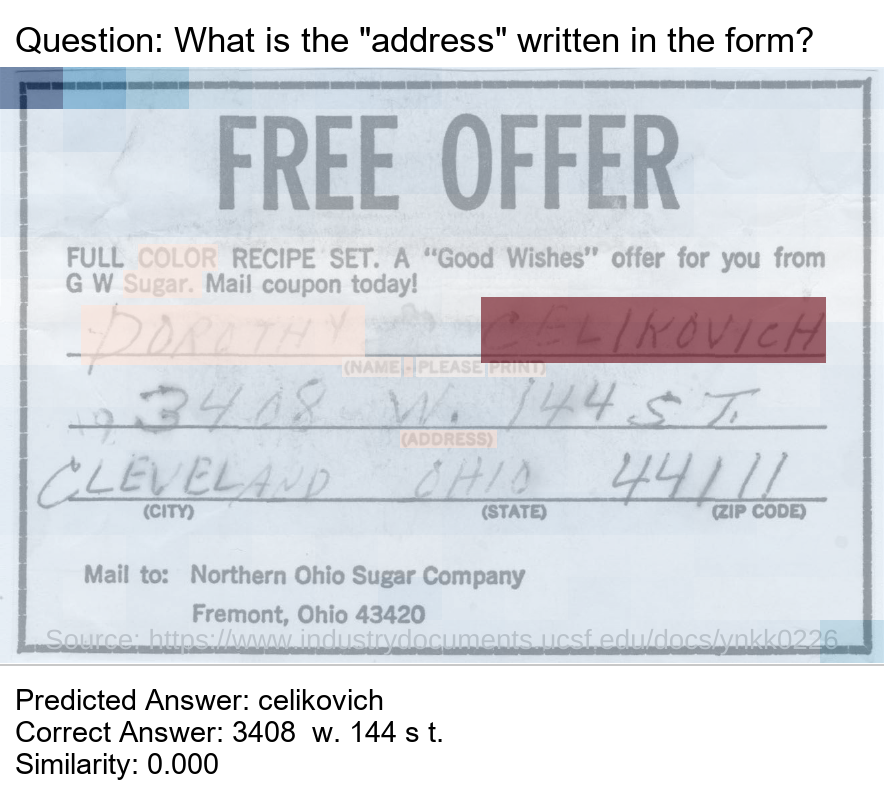 Question: What is the "address" written in the form?
FREE OFFER
FULL COLOR RECIPE SET. A "Good Wishes" offer for you from
G W Sugar. Mail coupon today!
DOROTHY CELIKOVICH
(NAME - PLEASE PRINT)
3408 W. 144 ST.
(ADDRESS)
CLEVELAND OHIO 44111
(CITY) (STATE) (ZIP CODE)
Mail to: Northern Ohio Sugar Company
Fremont, Ohio 43420
Source: https://www.industrydocuments.ucsf.edu/docs/ynkk0226
Predicted Answer: celikovich
Correct Answer: 3408 w. 144 s t.
Similarity: 0.000